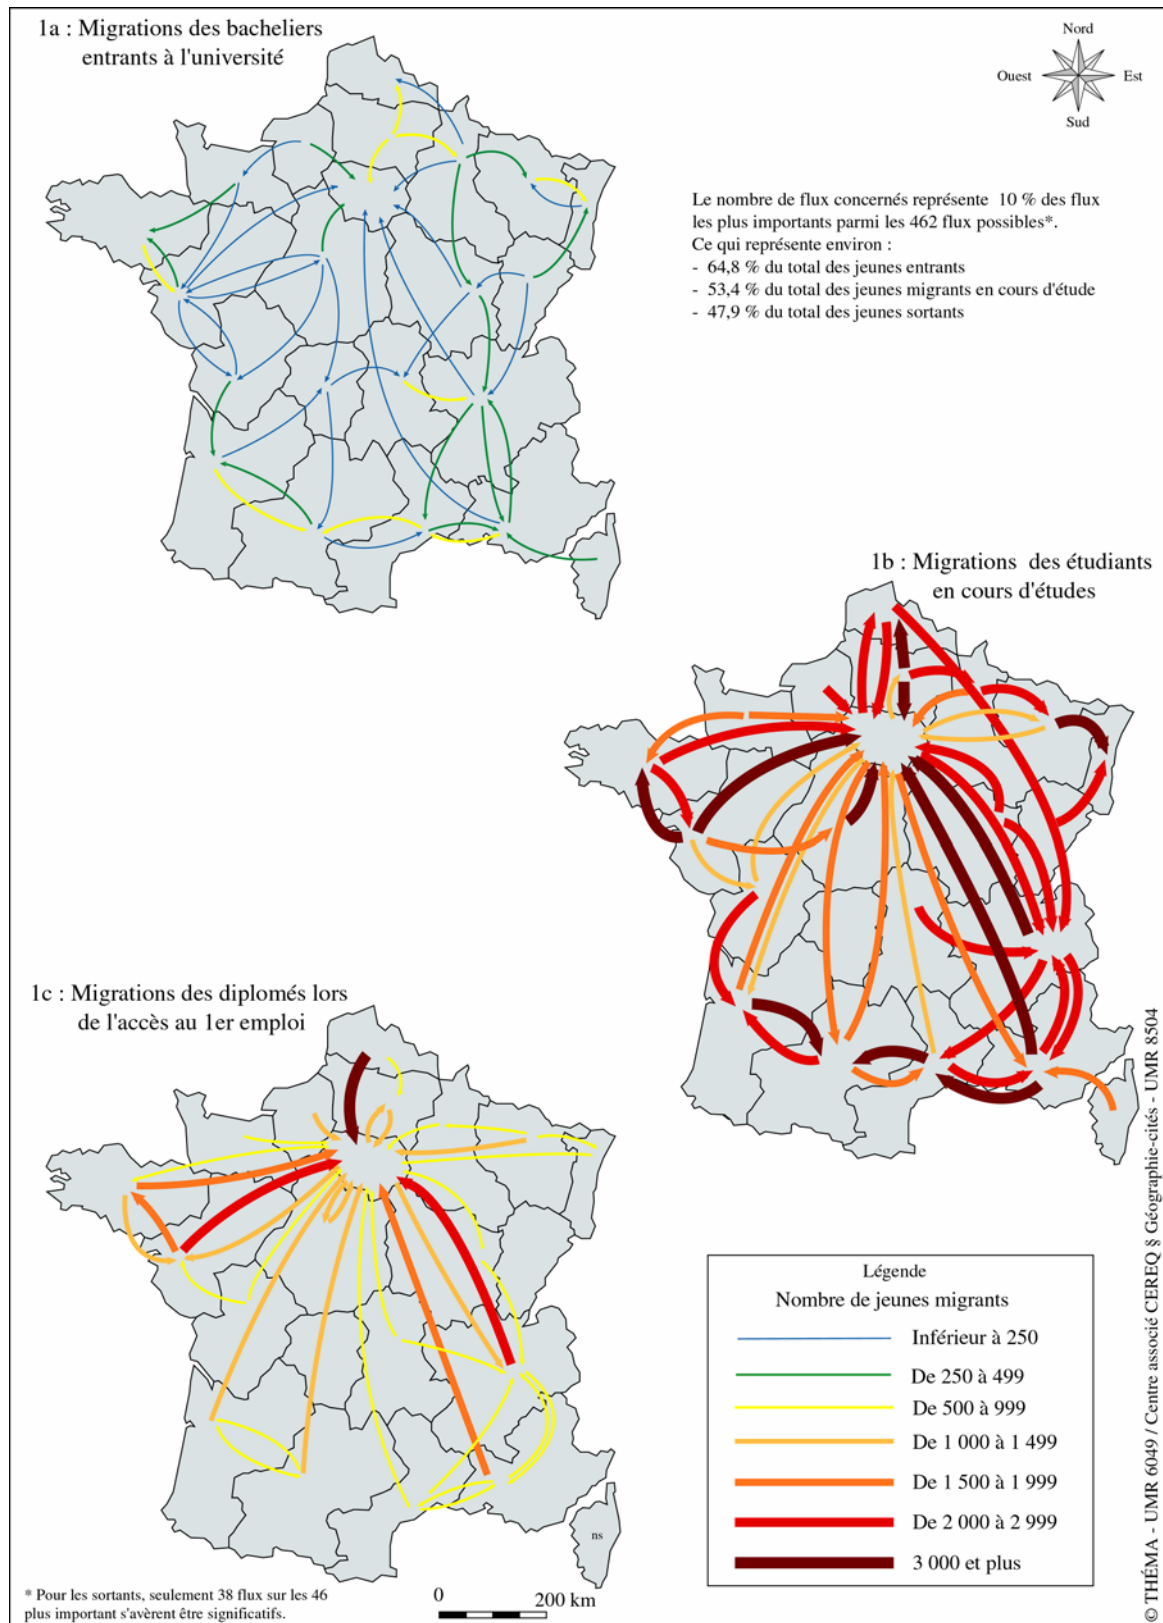 1a : Migrations des bacheliers
entrants à l'université
Nord
Ouest
Est
Sud
Le nombre de flux concernés représente 10 % des flux
les plus importants parmi les 462 flux possibles*.
Ce qui représente environ :
- 64,8 % du total des jeunes entrants
- 53,4 % du total des jeunes migrants en cours d'étude
- 47,9 % du total des jeunes sortants
1b : Migrations des étudiants
en cours d'études
1c : Migrations des diplomés lors
de l'accès au 1er emploi
Légende
Nombre de jeunes migrants
Inférieur à 250
De 250 à 499
De 500 à 999
De 1 000 à 1 499
De 1 500 à 1 999
De 2 000 à 2 999
3 000 et plus
ns
* Pour les sortants, seulement 38 flux sur les 46
plus important s'avèrent être significatifs.
0 200 km
© THÉMA - UMR 6049 / Centre associé CEREQ § Géographie-cités - UMR 8504